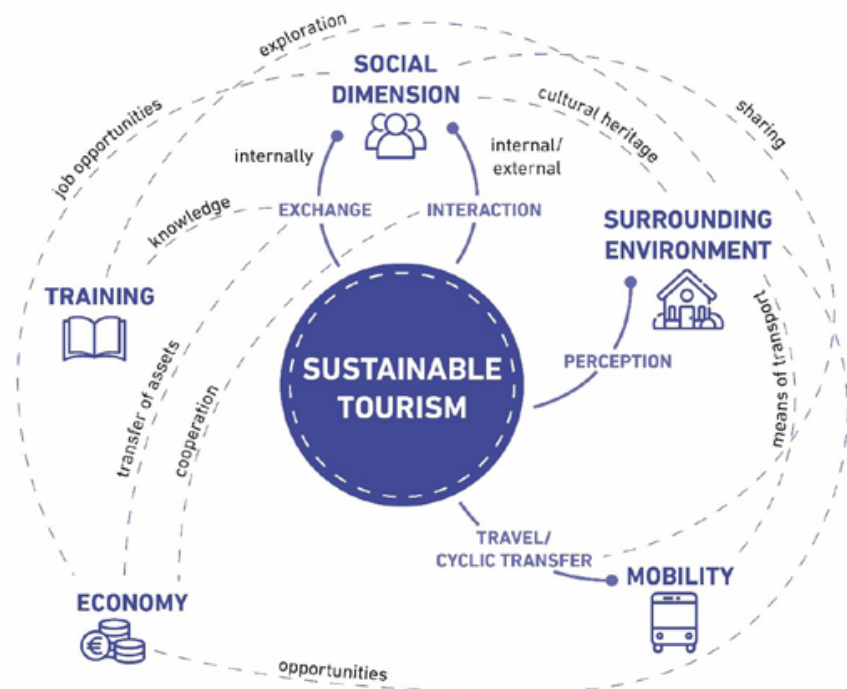 exploration
SOCIAL
DIMENSION
job opportunities
cultural heritage
sharing
internally
internal/
external
knowledge
EXCHANGE
INTERACTION
SURROUNDING
ENVIRONMENT
TRAINING
transfer of assets
cooperation
SUSTAINABLE
TOURISM
PERCEPTION
means of transport
TRAVEL/
CYCLIC TRANSFER
MOBILITY
ECONOMY
€
opportunities